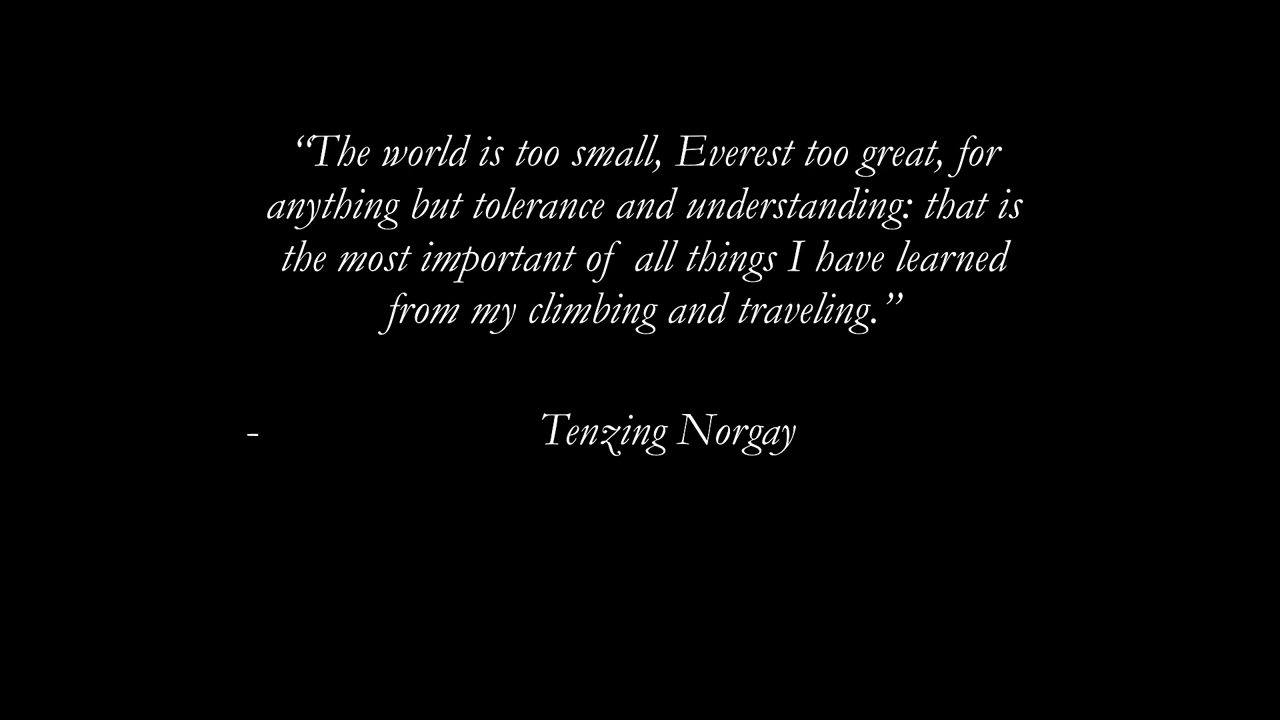 “The world is too small, Everest too great, for
anything but tolerance and understanding: that is
the most important of all things I have learned
from my climbing and traveling.”
- Tenzing Norgay